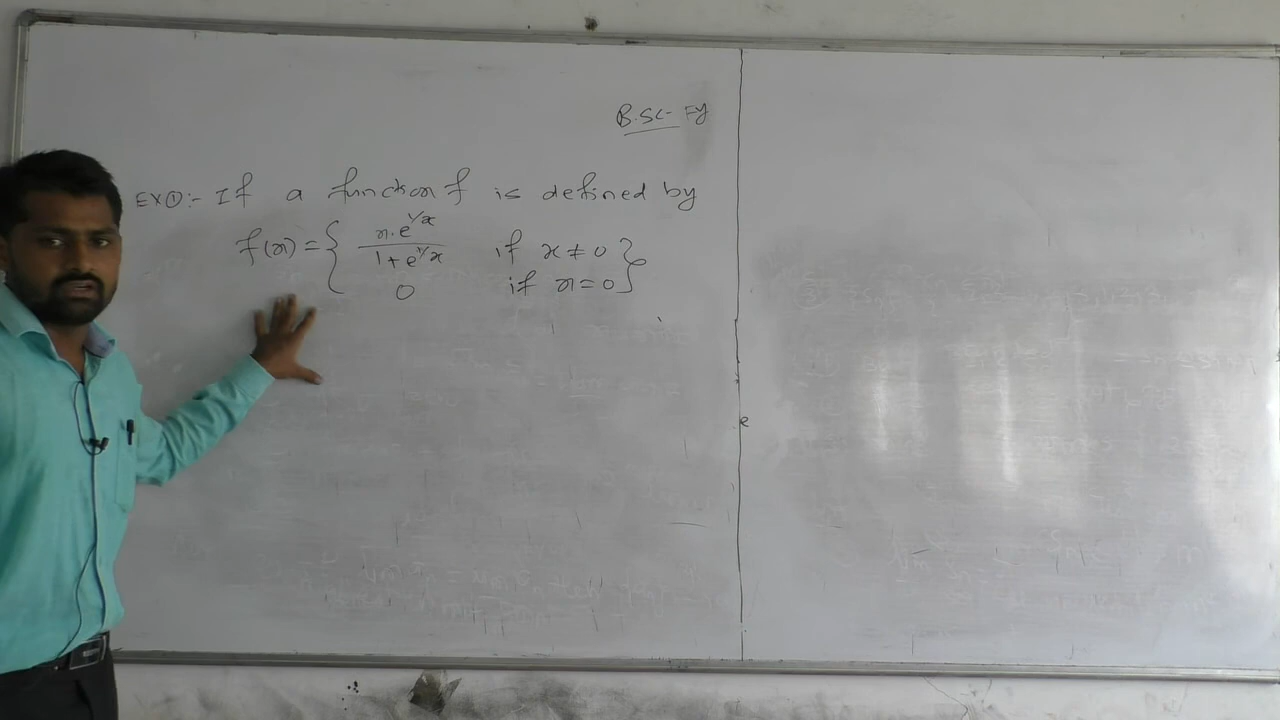 B.Sc- FY
EX①:- If a function f is defined by
f(x) = { x·e^1/x / 1+e^1/x if x ≠ 0 }
0 if x = 0